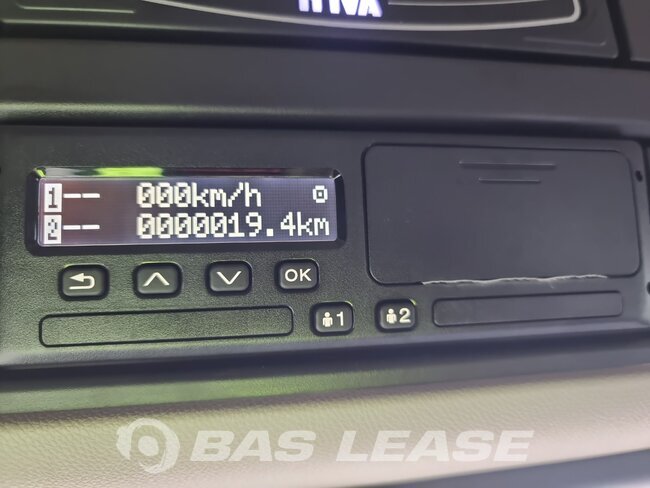 1-- 000km/h
2-- 0000019.4km
OK
1 2
BAS LEASE